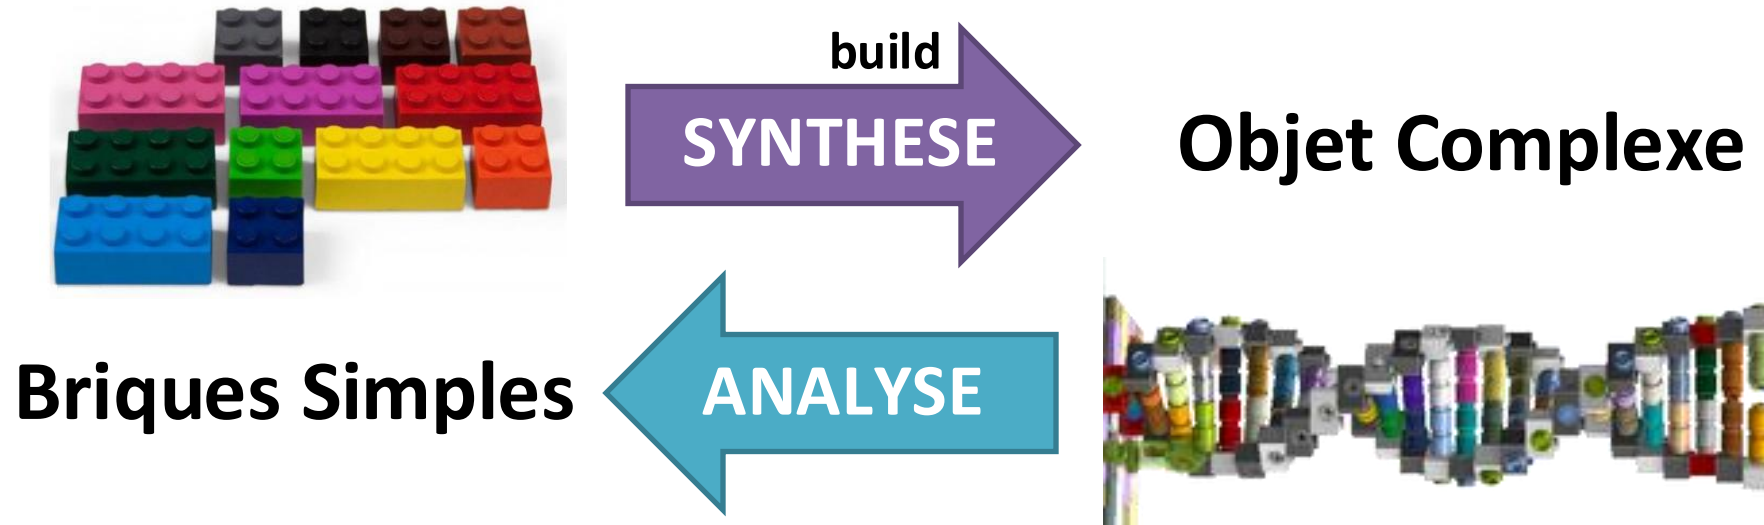 build
SYNTHESE
Objet Complexe
Briques Simples
ANALYSE